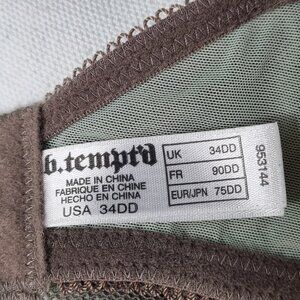 b.tempt'd
MADE IN CHINA
FABRIQUE EN CHINE
HECHO EN CHINA
USA 34DD
UK 34DD
FR 90DD
EUR/JPN 75DD
953144